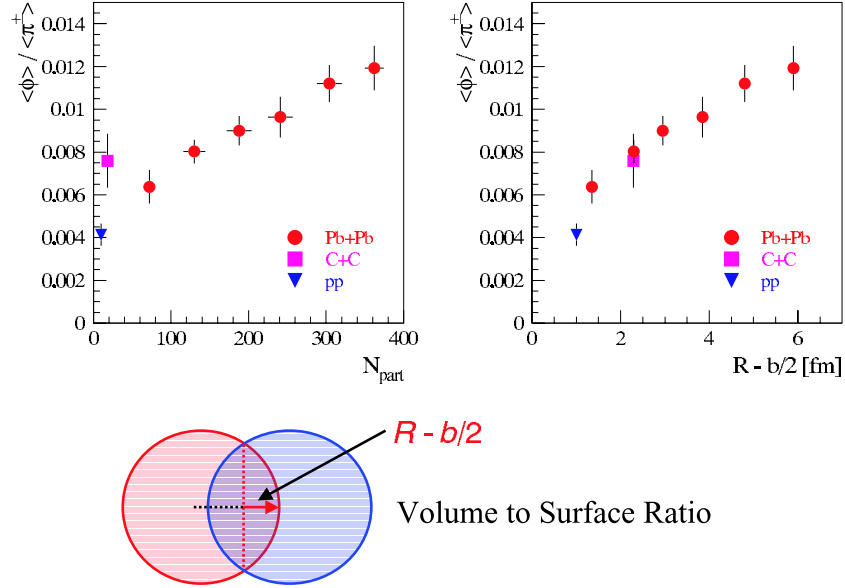 <ϕ> / <π⁺>
0.014
0.012
0.01
0.008
0.006
0.004
0.002
0
Pb+Pb
C+C
pp
0
100
200
300
400
N_part
<ϕ> / <π⁺>
0.014
0.012
0.01
0.008
0.006
0.004
0.002
0
Pb+Pb
C+C
pp
0
2
4
6
R - b/2 [fm]
R - b/2
Volume to Surface Ratio